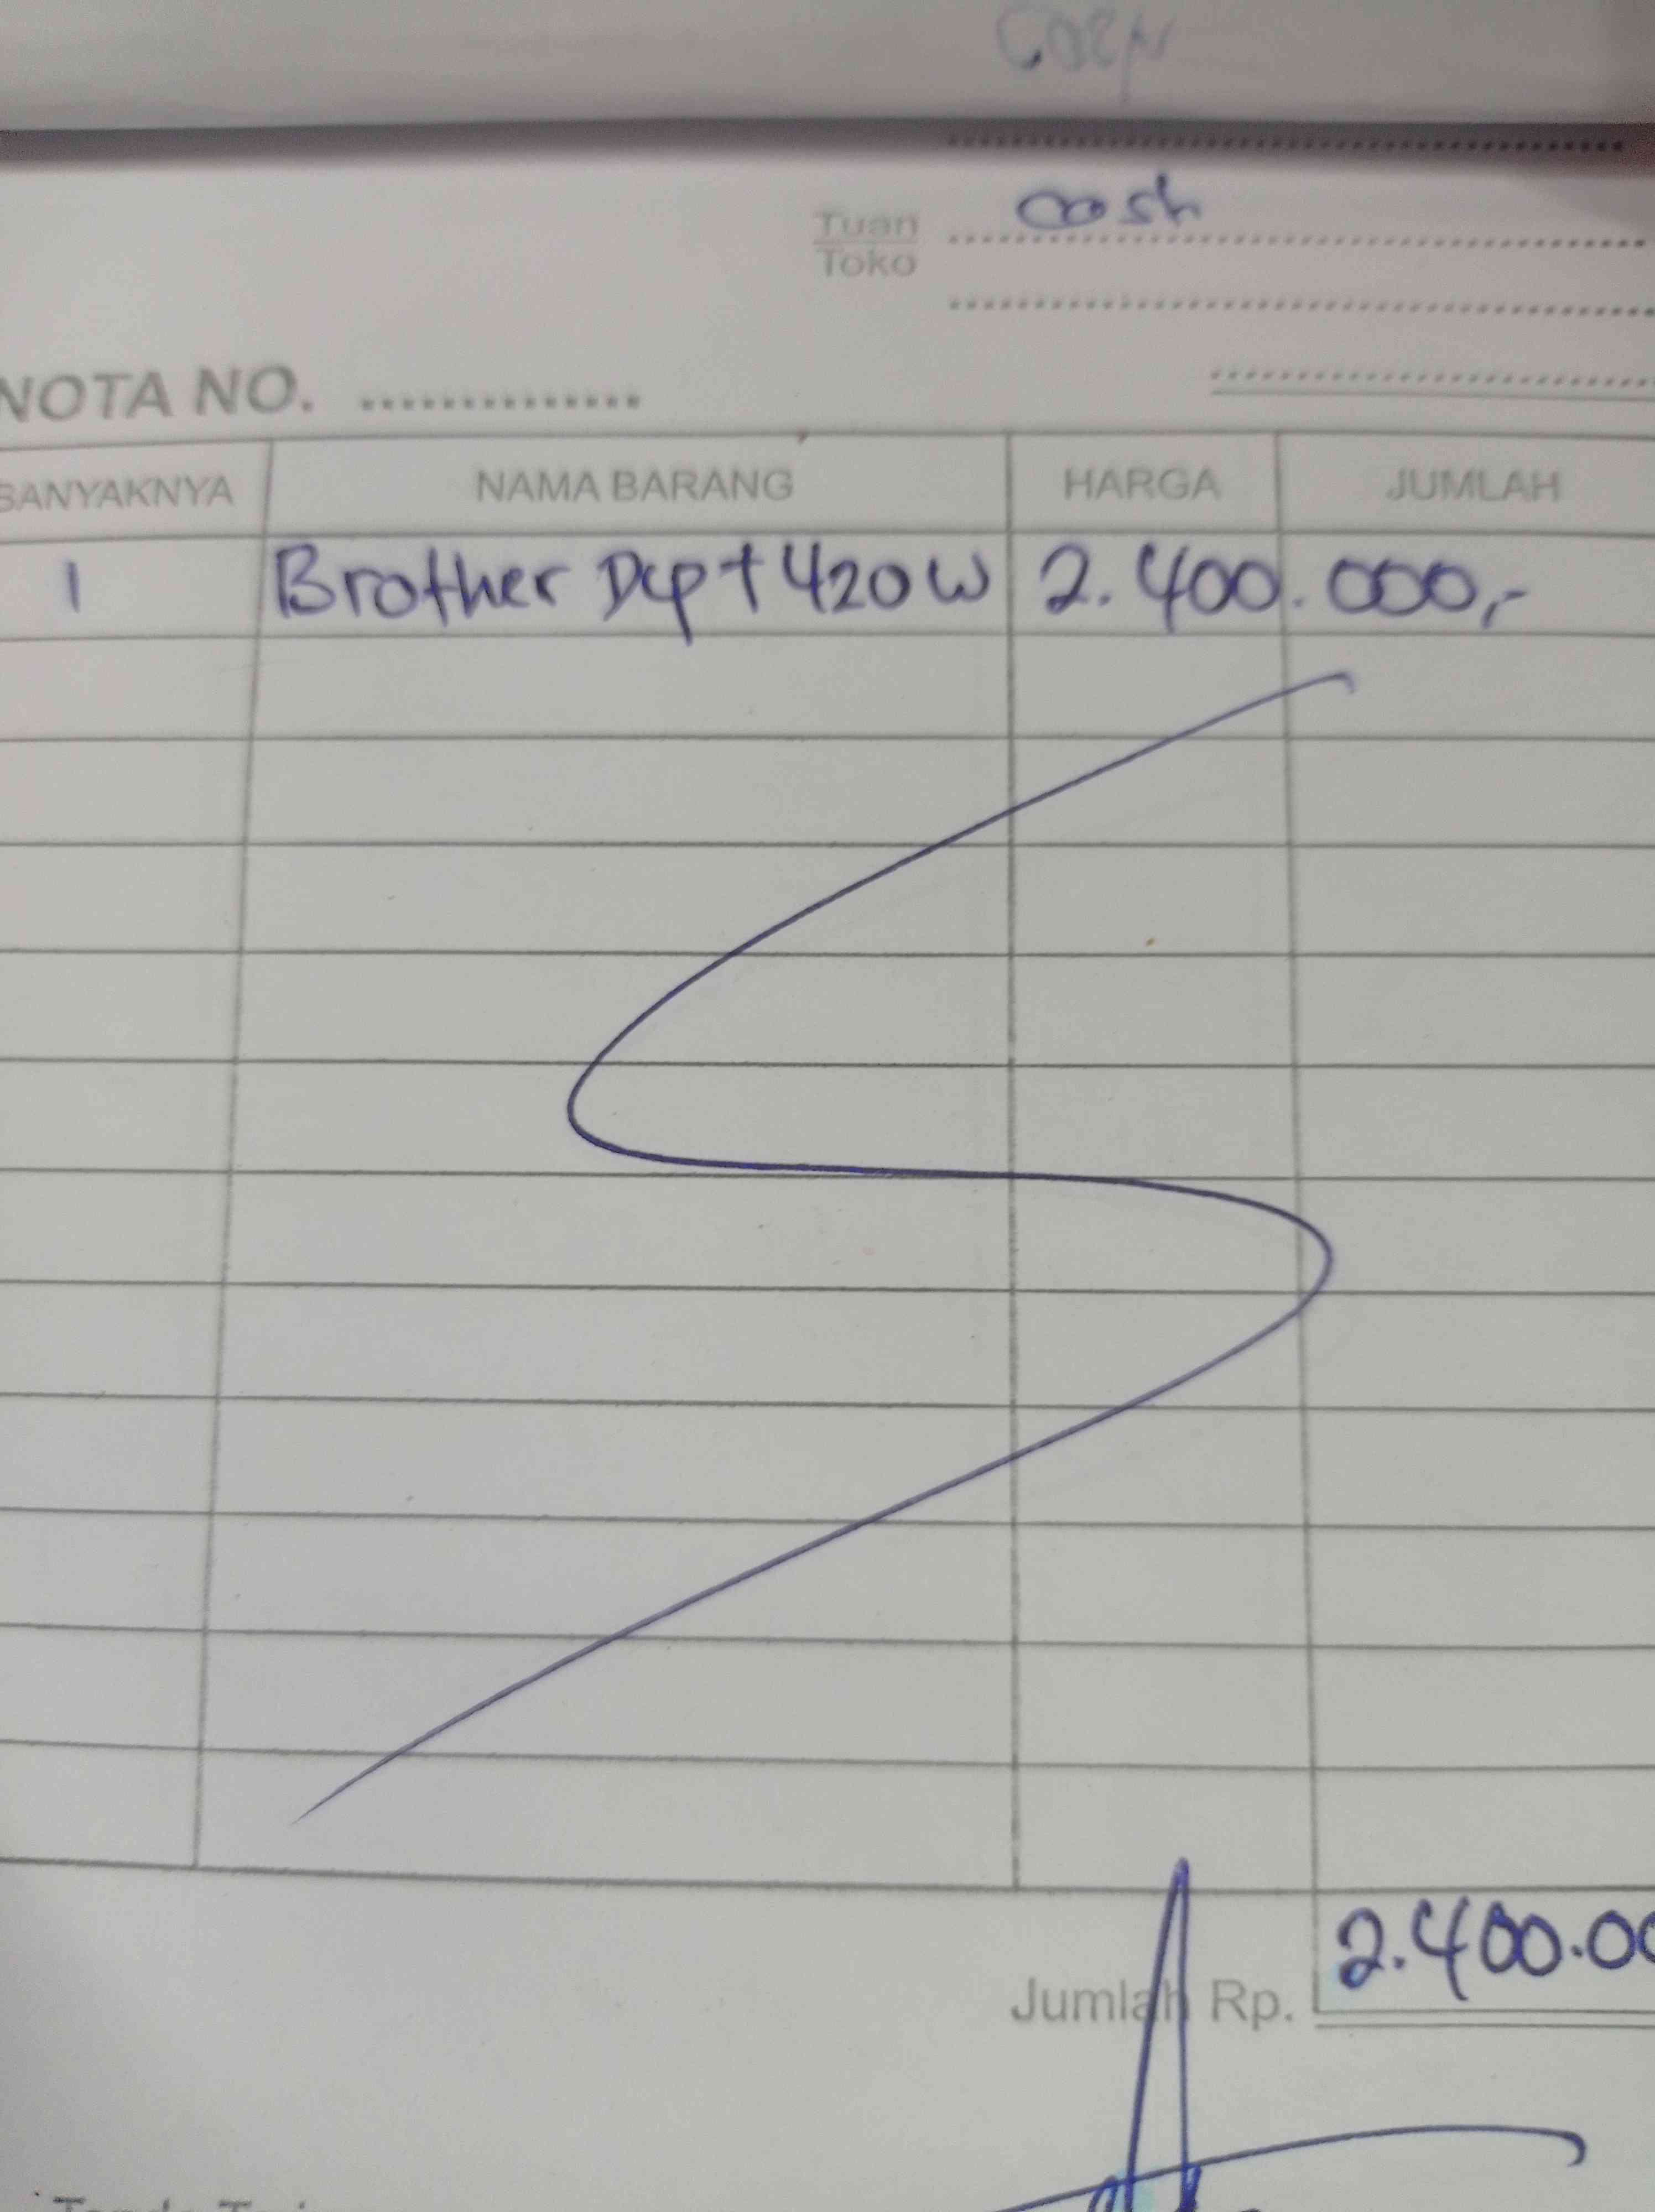 cash
Tuan
Toko
NOTA NO. ..............
BANYAKNYA NAMA BARANG HARGA JUMLAH
1 Brother Dcp t 420 w 2.400.000,-
Jumlah Rp. 2.400.00